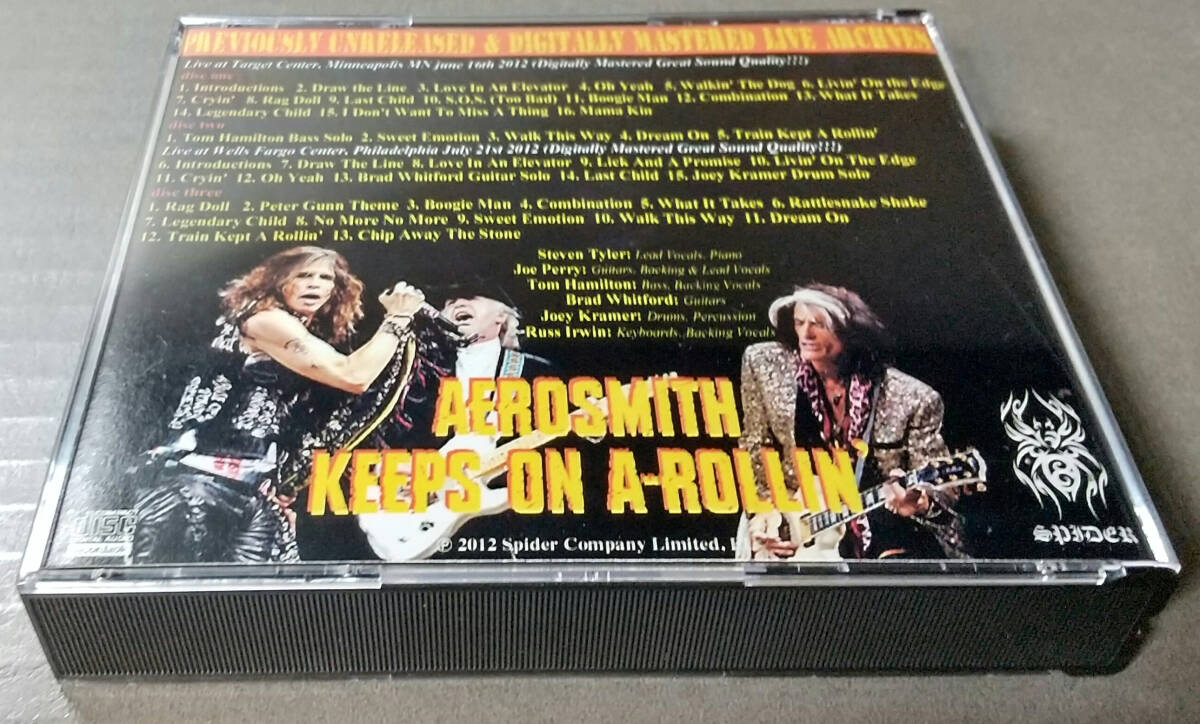 PREVIOUSLY UNRELEASED & DIGITALLY MASTERED LIVE ARCHVES
Live at Target Center, Minneapolis MN june 16th 2012 (Digitally Mastered Great Sound Quality!!!)
disc one
1. Introductions 2. Draw the Line 3. Love In An Elevator 4. Oh Yeah 5. Walkin' The Dog 6. Livin' On the Edge
7. Cryin' 8. Rag Doll 9. Last Child 10. S.O.S. (Too Bad) 11. Boogie Man 12. Combination 13. What It Takes
14. Legendary Child 15. I Don't Want To Miss A Thing 16. Mama Kin
disc two
1. Tom Hamilton Bass Solo 2. Sweet Emotion 3. Walk This Way 4. Dream On 5. Train Kept A Rollin'
Live at Wells Fargo Center, Philadelphia July 21st 2012 (Digitally Mastered Great Sound Quality!!!)
6. Introductions 7. Draw The Line 8. Love In An Elevator 9. Lick And A Promise 10. Livin' On The Edge
11. Cryin' 12. Oh Yeah 13. Brad Whitford Guitar Solo 14. Last Child 15. Joey Kramer Drum Solo
disc three
1. Rag Doll 2. Peter Gunn Theme 3. Boogie Man 4. Combination 5. What It Takes 6. Rattlesnake Shake
7. Legendary Child 8. No More No More 9. Sweet Emotion 10. Walk This Way 11. Dream On
12. Train Kept A Rollin' 13. Chip Away The Stone
Steven Tyler: Lead Vocals, Piano
Joe Perry: Guitars, Backing & Lead Vocals
Tom Hamilton: Bass, Backing Vocals
Brad Whitford: Guitars
Joey Kramer: Drums, Percussion
Russ Irwin: Keyboards, Backing Vocals
AEROSMITH
KEEPS ON A-ROLLIN'
DISC
DIGITAL AUDIO
℗ 2012 Spider Company Limited,
SPIDER